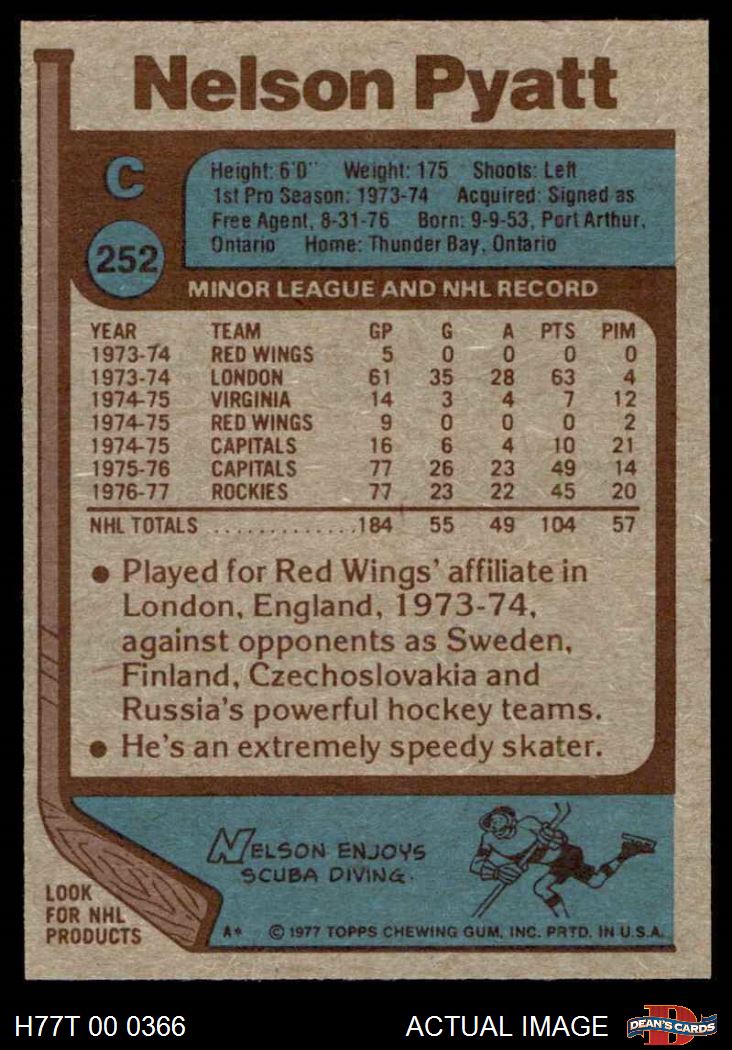 Nelson Pyatt
C
Height: 6'0" Weight: 175 Shoots: Left
1st Pro Season: 1973-74 Acquired: Signed as
Free Agent, 8-31-76 Born: 9-9-53, Port Arthur,
Ontario Home: Thunder Bay, Ontario
252
MINOR LEAGUE AND NHL RECORD
YEAR TEAM GP G A PTS PIM
1973-74 RED WINGS 5 0 0 0 0
1973-74 LONDON 61 35 28 63 4
1974-75 VIRGINIA 14 3 4 7 12
1974-75 RED WINGS 9 0 0 0 2
1974-75 CAPITALS 16 6 4 10 21
1975-76 CAPITALS 77 26 23 49 14
1976-77 ROCKIES 77 23 22 45 20
NHL TOTALS .............184 55 49 104 57
● Played for Red Wings' affiliate in
London, England, 1973-74,
against opponents as Sweden,
Finland, Czechoslovakia and
Russia's powerful hockey teams.
● He's an extremely speedy skater.
NELSON ENJOYS
SCUBA DIVING.
LOOK
FOR NHL
PRODUCTS
A* © 1977 TOPPS CHEWING GUM, INC. PRTD. IN U.S.A.
H77T 00 0366 ACTUAL IMAGE
D
DEAN'S CARDS